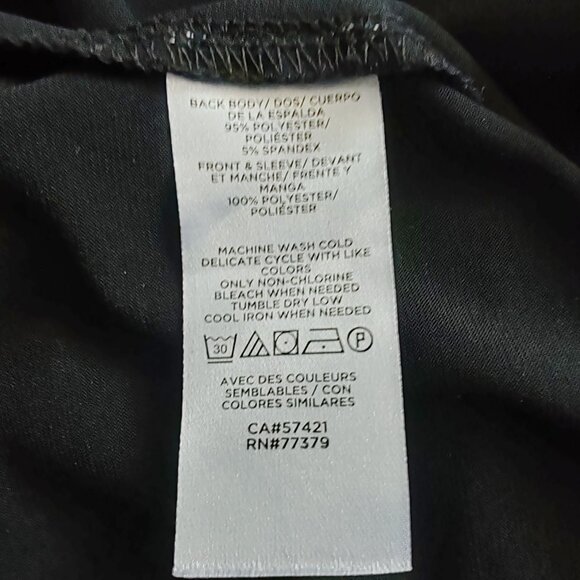 BACK BODY/ DOS/ CUERPO
DE LA ESPALDA
95% POLYESTER/
POLIÉSTER
5% SPANDEX
FRONT & SLEEVE/ DEVANT
ET MANCHE/ FRENTE Y
MANGA
100% POLYESTER/
POLIÉSTER
MACHINE WASH COLD
DELICATE CYCLE WITH LIKE
COLORS
ONLY NON-CHLORINE
BLEACH WHEN NEEDED
TUMBLE DRY LOW
COOL IRON WHEN NEEDED
30 P
AVEC DES COULEURS
SEMBLABLES / CON
COLORES SIMILARES
CA#57421
RN#77379